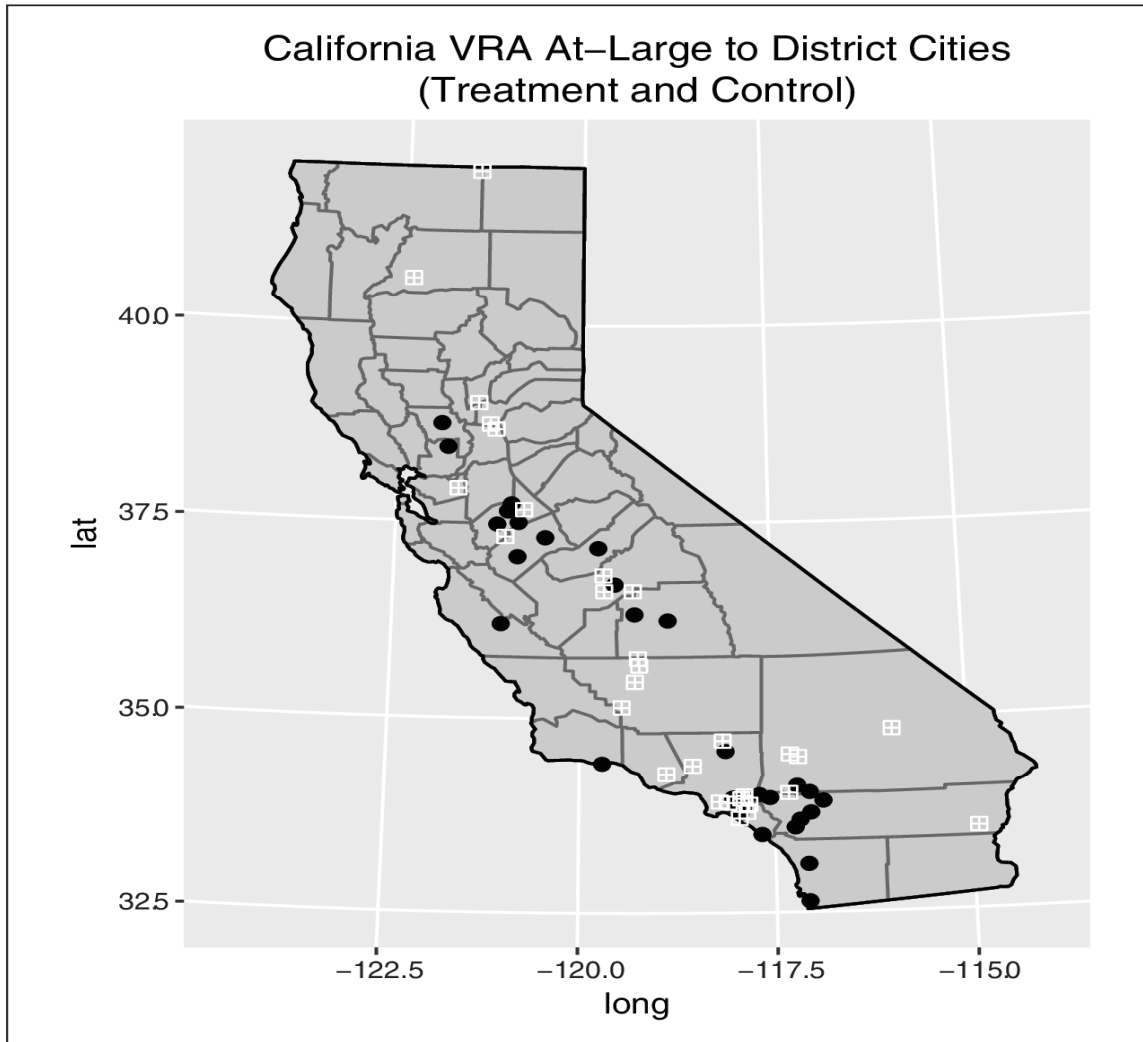 California VRA At–Large to District Cities
(Treatment and Control)
lat
40.0
37.5
35.0
32.5
−122.5 −120.0 −117.5 −115.0
long